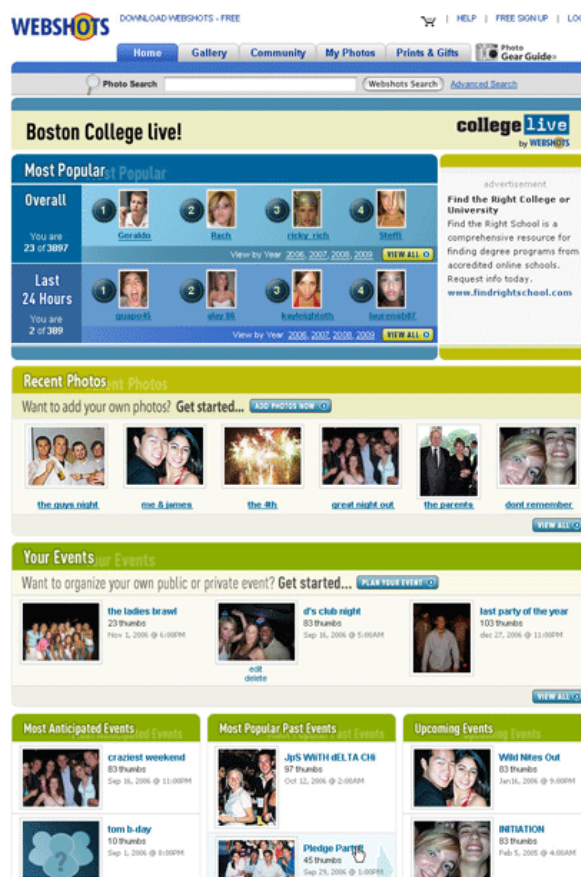 WEBSHOTS
DOWNLOAD WEBSHOTS - FREE
| HELP | FREE SIGN UP |
Home Gallery Community My Photos Prints & Gifts Photo Gear Guide
Photo Search Webshots Search Advanced Search
Boston College live!
college live
by WEBSHOTS
Most Popular
Overall
You are
23 of 3897
1 2 3 4
Geraldo Rach ricky_rich Steffi
View by Year 2006, 2007, 2008, 2009 VIEW ALL
Last
24 Hours
You are
2 of 389
1 2 3 4
guapo45 kayleightoth
View by Year 2006, 2007, 2008, 2009 VIEW ALL
advertisement
Find the Right College or
University
Find the Right School is a
comprehensive resource for
finding degree programs from
accredited online schools.
Request info today.
www.findrightschool.com
Recent Photos
Want to add your own photos? Get started... ADD PHOTOS NOW
the guys night me & james the 4th great night out the parents dont remember
VIEW ALL
Your Events
Want to organize your own public or private event? Get started... PLAN YOUR EVENT
the ladies brawl
23 thumbs
Nov 1, 2006 @ 6:00PM
d's club night
83 thumbs
Sep 16, 2006 @ 5:00AM
edit
delete
last party of the year
103 thumbs
dec 27, 2006 @ 11:00PM
VIEW ALL
Most Anticipated Events
craziest weekend
83 thumbs
Sep 16, 2006 @ 11:00PM
tom b-day
10 thumbs
Sep 1, 2006 @ 8:00PM
Most Popular Past Events
JpS WiiTH dELTA CHi
97 thumbs
Oct 12, 2006 @ 2:00AM
Pledge Party!!
45 thumbs
Sep 29, 2006 @ 1:00PM
Upcoming Events
Wild Nites Out
83 thumbs
Jan 16, 2006 @ 9:00PM
INITIATION
83 thumbs
Feb 5, 2005 @ 4:00AM